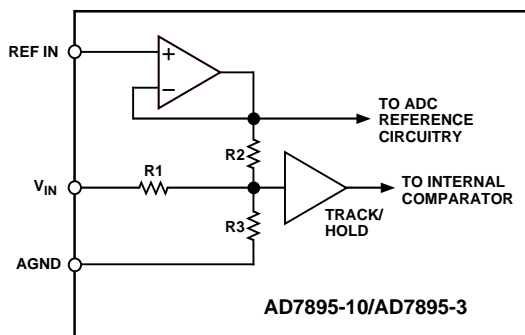 REF IN
+
−
TO ADC
REFERENCE
CIRCUITRY
R2
R1
VIN
TO INTERNAL
COMPARATOR
TRACK/
HOLD
R3
AGND
AD7895-10/AD7895-3